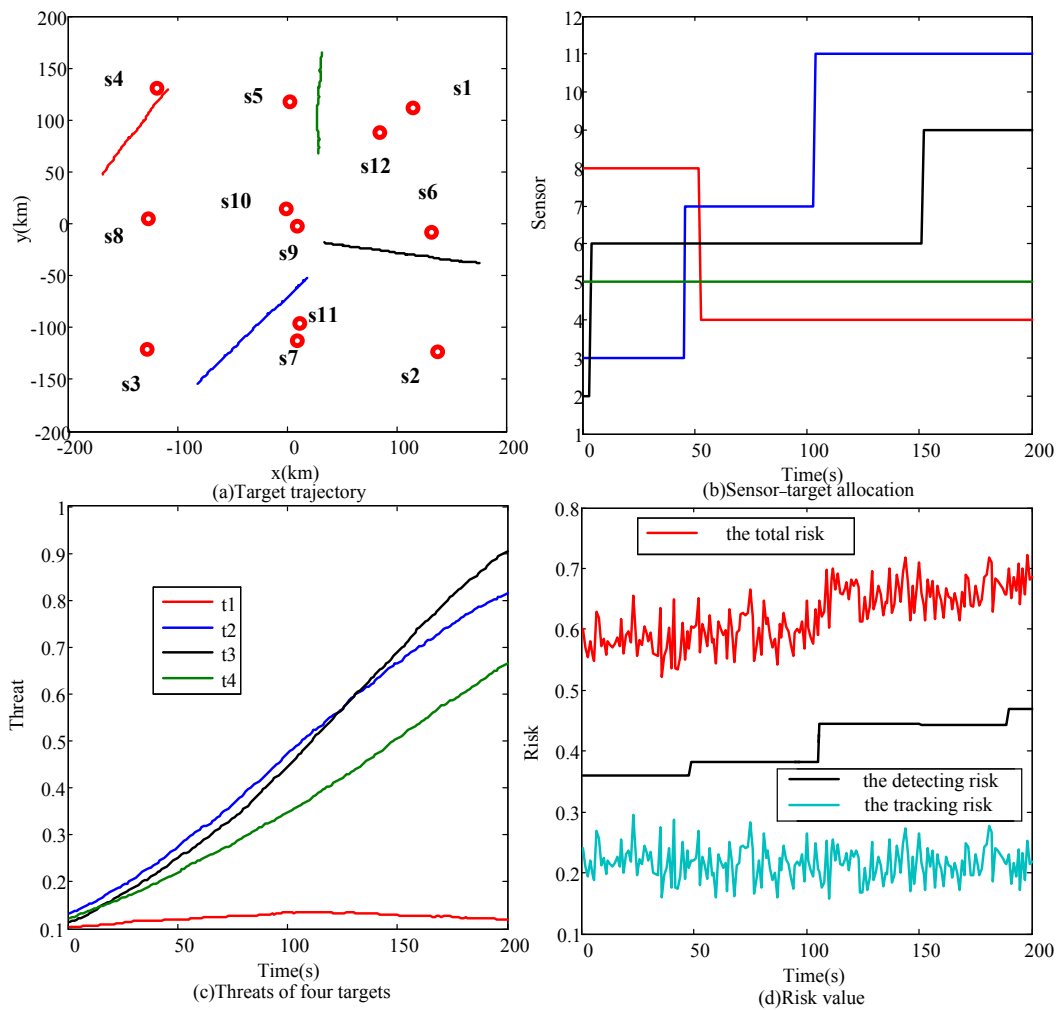 200
150
100
50
0
-50
-100
-150
-200
y(km)
s4
s5
s1
s12
s6
s10
s8
s9
s11
s7
s3
s2
-200
-100
0
100
200
x(km)
(a)Target trajectory
12
11
10
9
8
7
6
5
4
3
2
1
Sensor
0
50
100
150
200
Time(s)
(b)Sensor–target allocation
1
0.9
0.8
0.7
0.6
0.5
0.4
0.3
0.2
0.1
Threat
t1
t2
t3
t4
0
50
100
150
200
Time(s)
(c)Threats of four targets
0.8
0.7
0.6
0.5
0.4
0.3
0.2
0.1
Risk
the total risk
the detecting risk
the tracking risk
0
50
100
150
200
Time(s)
(d)Risk value